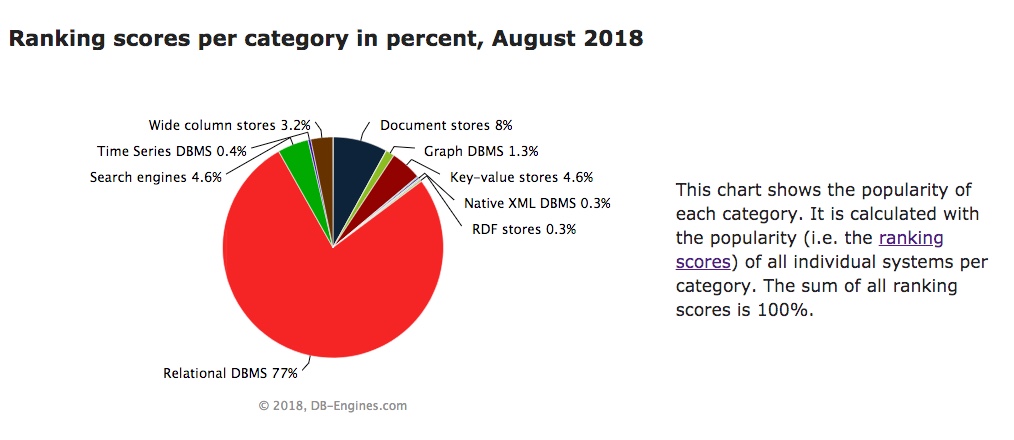 Ranking scores per category in percent, August 2018
Wide column stores 3.2%
Document stores 8%
Time Series DBMS 0.4%
Graph DBMS 1.3%
Search engines 4.6%
Key-value stores 4.6%
Native XML DBMS 0.3%
RDF stores 0.3%
Relational DBMS 77%
© 2018, DB-Engines.com
This chart shows the popularity of
each category. It is calculated with
the popularity (i.e. the ranking
scores) of all individual systems per
category. The sum of all ranking
scores is 100%.